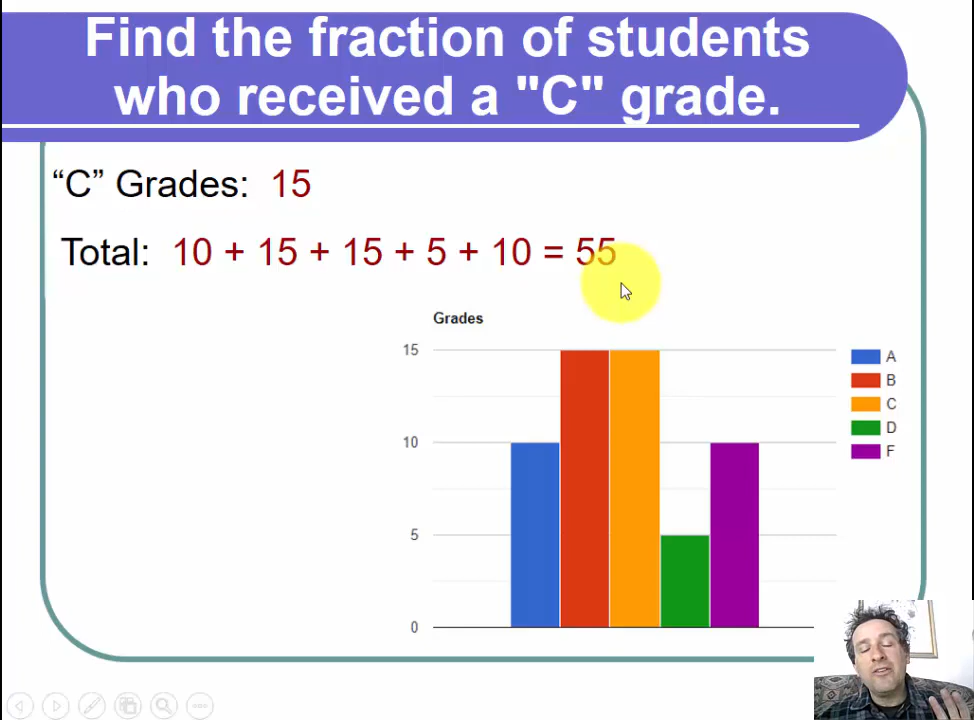 Find the fraction of students
who received a "C" grade.
“C” Grades: 15
Total: 10 + 15 + 15 + 5 + 10 = 55
Grades
15
10
5
0
A
B
C
D
F